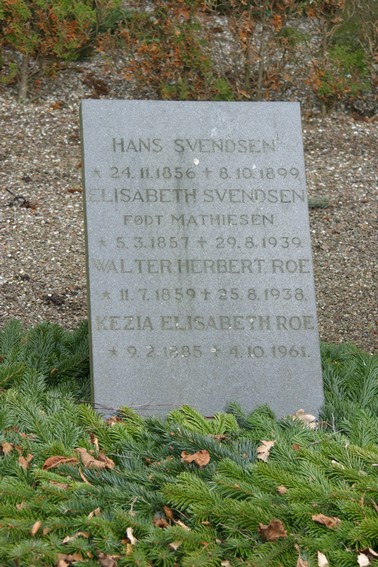 HANS SVENDSEN
* 24.11.1856 + 8.10.1899
ELISABETH SVENDSEN
FØDT MATHIESEN
* 5.3.1857 + 29.8.1939.
WALTER HERBERT ROE
* 11.7.1859 + 25.8.1938.
KEZIA ELISABETH ROE
* 9.2.1885 + 4.10.1961.